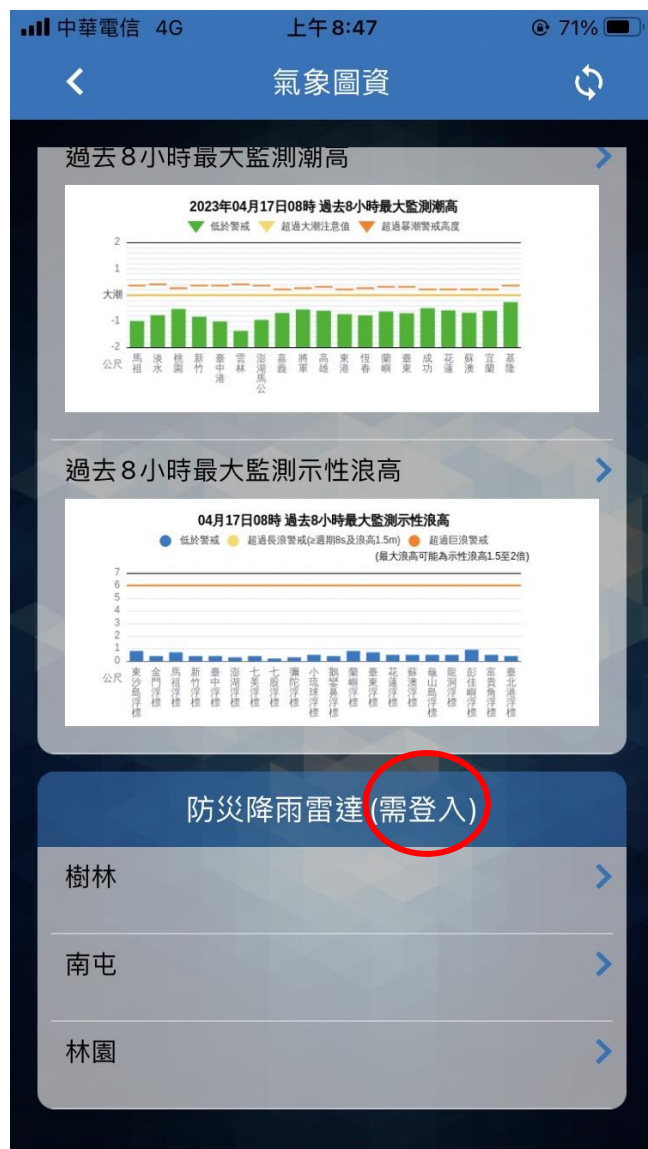 中華電信 4G 上午8:47 71%
氣象圖資
過去8小時最大監測潮高
2023年04月17日08時 過去8小時最大監測潮高
低於警戒 超過大潮注意值 超過暴潮警戒高度
2
1
大潮
-1
-2
公尺 馬祖 淡水 桃園 新竹 臺中港 雲林 澎湖馬公 嘉義 將軍 高雄 東港 恆春 蘭嶼 臺東 成功 花蓮 蘇澳 宜蘭 基隆
過去8小時最大監測示性浪高
04月17日08時 過去8小時最大監測示性浪高
低於警戒 超過長浪警戒(≥週期8s及浪高1.5m) 超過巨浪警戒
(最大浪高可能為示性浪高1.5至2倍)
7
6
5
4
3
2
1
0
公尺 東沙島浮標 金門浮標 馬祖浮標 新竹浮標 臺中浮標 澎湖浮標 七美浮標 七股浮標 彌陀浮標 小琉球浮標 鵝鑾鼻浮標 蘭嶼浮標 臺東浮標 花蓮浮標 蘇澳浮標 龜山島浮標 龍洞浮標 彭佳嶼浮標 富貴角浮標 臺北港浮標
防災降雨雷達(需登入)
樹林
南屯
林園